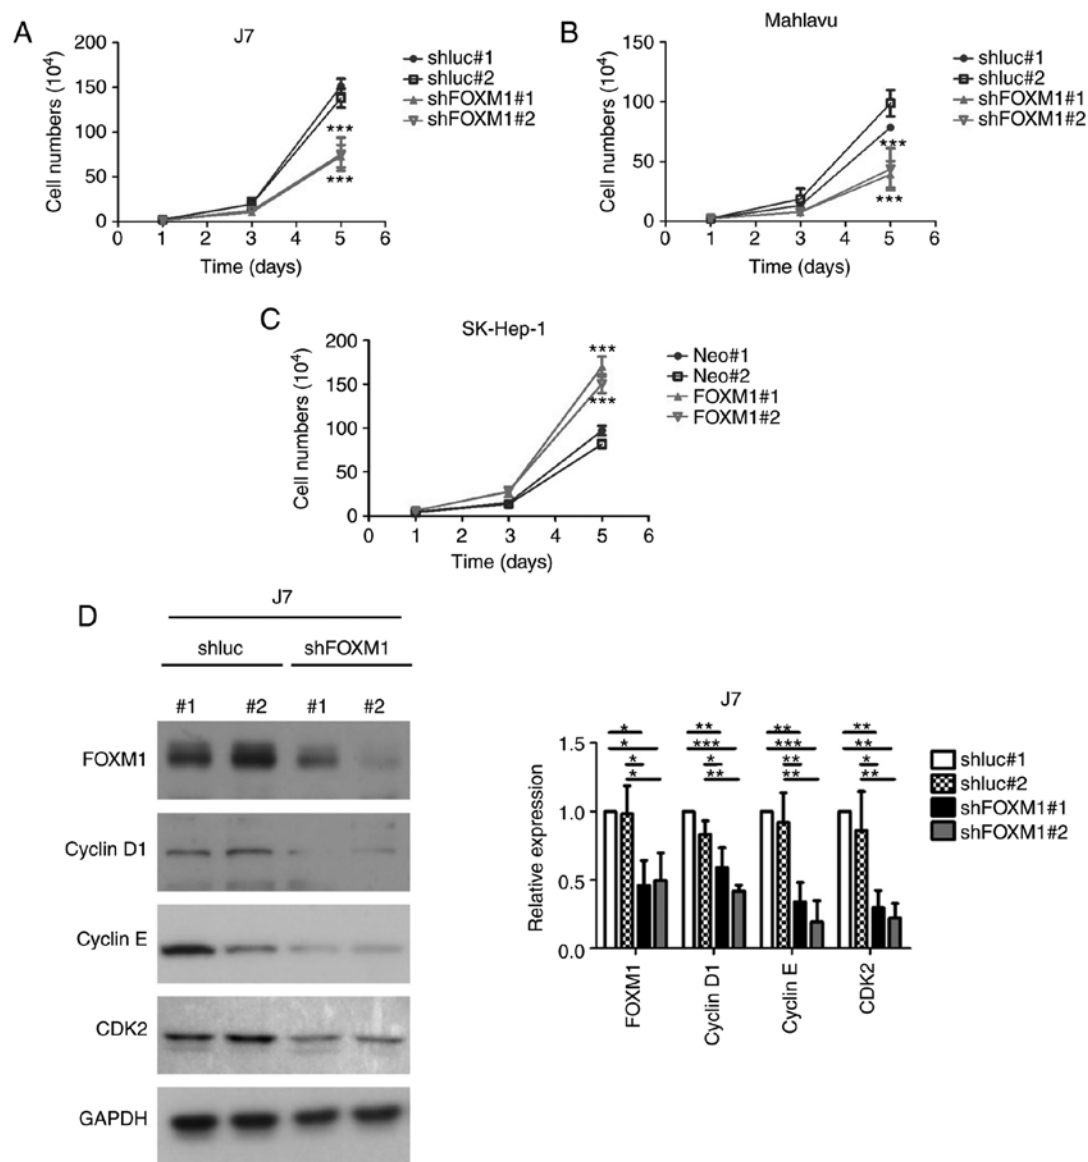 A
J7
Cell numbers (10⁴)
200
150
100
50
0
0 1 2 3 4 5 6
Time (days)
***
***
shluc#1
shluc#2
shFOXM1#1
shFOXM1#2
B
Mahlavu
Cell numbers (10⁴)
150
100
50
0
0 1 2 3 4 5 6
Time (days)
***
***
shluc#1
shluc#2
shFOXM1#1
shFOXM1#2
C
SK-Hep-1
Cell numbers (10⁴)
200
150
100
50
0
0 1 2 3 4 5 6
Time (days)
***
***
Neo#1
Neo#2
FOXM1#1
FOXM1#2
D
J7
shluc shFOXM1
#1 #2 #1 #2
FOXM1
Cyclin D1
Cyclin E
CDK2
GAPDH
J7
Relative expression
1.5
1.0
0.5
0.0
* ** ** **
* *** *** **
* * ** *
* ** ** **
FOXM1
Cyclin D1
Cyclin E
CDK2
shluc#1
shluc#2
shFOXM1#1
shFOXM1#2